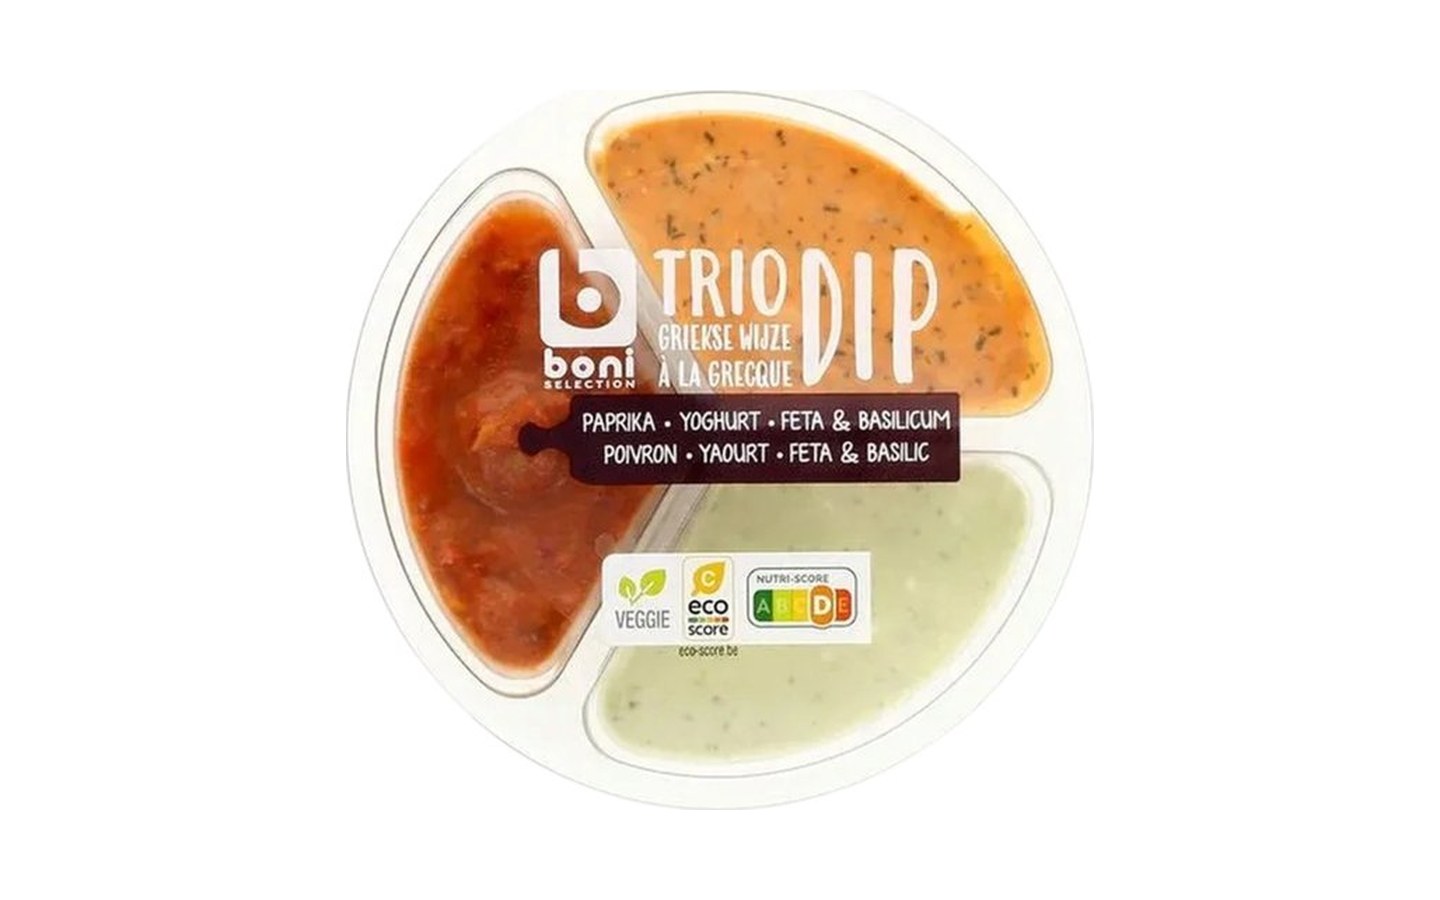 TRIO DIP
GRIEKSE WIJZE
À LA GRECQUE
boni
SELECTION
PAPRIKA • YOGHURT • FETA & BASILICUM
POIVRON • YAOURT • FETA & BASILIC
VEGGIE
C
eco
score
eco-score.be
NUTRI-SCORE
A B C D E